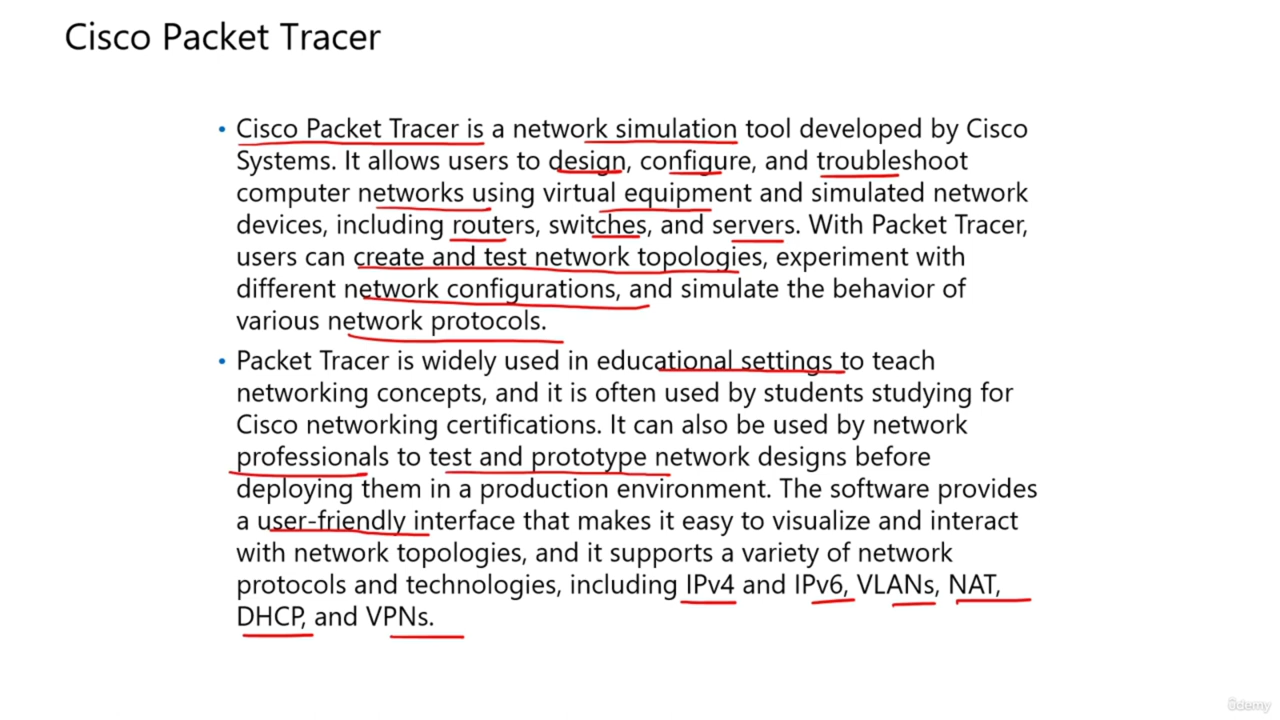 Cisco Packet Tracer
• Cisco Packet Tracer is a network simulation tool developed by Cisco
Systems. It allows users to design, configure, and troubleshoot
computer networks using virtual equipment and simulated network
devices, including routers, switches, and servers. With Packet Tracer,
users can create and test network topologies, experiment with
different network configurations, and simulate the behavior of
various network protocols.
• Packet Tracer is widely used in educational settings to teach
networking concepts, and it is often used by students studying for
Cisco networking certifications. It can also be used by network
professionals to test and prototype network designs before
deploying them in a production environment. The software provides
a user-friendly interface that makes it easy to visualize and interact
with network topologies, and it supports a variety of network
protocols and technologies, including IPv4 and IPv6, VLANs, NAT,
DHCP, and VPNs.
ûdemy